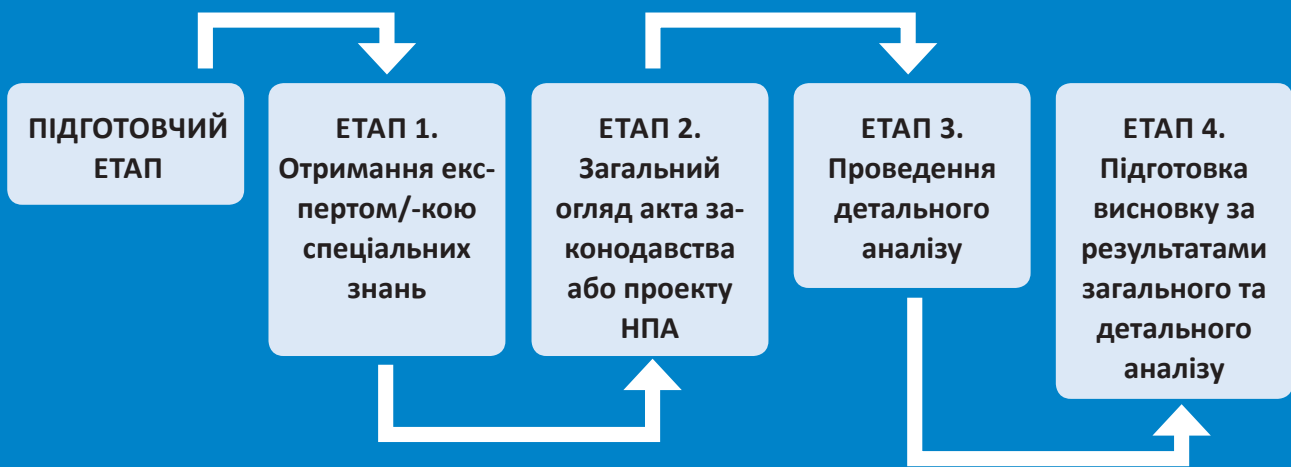 ПІДГОТОВЧИЙ
ЕТАП
ЕТАП 1.
Отримання екс-
пертом/-кою
спеціальних
знань
ЕТАП 2.
Загальний
огляд акта за-
конодавства
або проекту
НПА
ЕТАП 3.
Проведення
детального
аналізу
ЕТАП 4.
Підготовка
висновку за
результатами
загального та
детального
аналізу